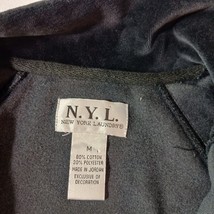 N.Y.L.
NEW YORK LAUNDRY®
M
80% COTTON
20% POLYESTER
MADE IN JORDAN
EXCLUSIVE OF
DECORATION